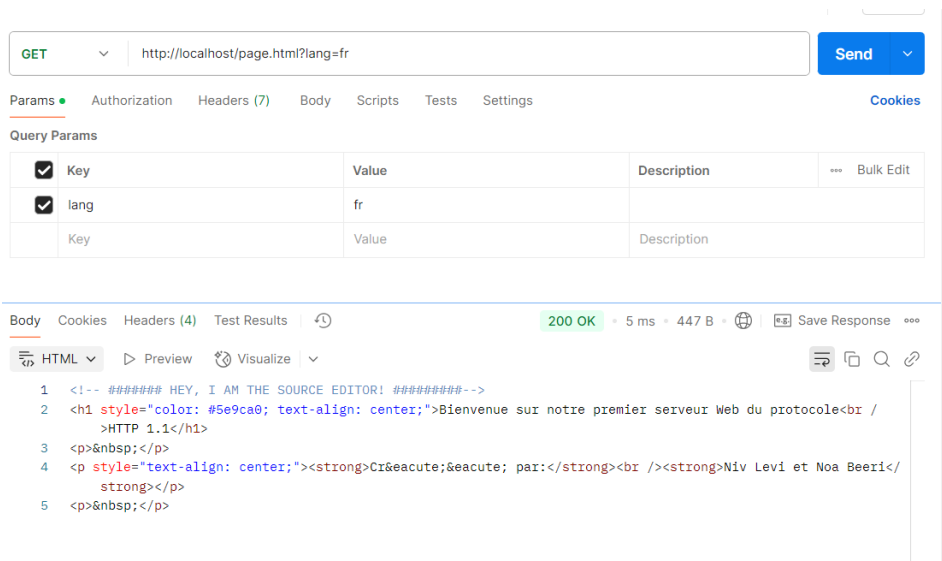 GET http://localhost/page.html?lang=fr Send
Params Authorization Headers (7) Body Scripts Tests Settings Cookies
Query Params
Key Value Description Bulk Edit
lang fr
Key Value Description
Body Cookies Headers (4) Test Results 200 OK 5 ms 447 B e.g. Save Response
HTML Preview Visualize
1 <!-- ####### HEY, I AM THE SOURCE EDITOR! #########-->
2 <h1 style="color: #5e9ca0; text-align: center;">Bienvenue sur notre premier serveur Web du protocole<br /
>HTTP 1.1</h1>
3 <p>&nbsp;</p>
4 <p style="text-align: center;"><strong>Cr&eacute;&eacute; par:</strong><br /><strong>Niv Levi et Noa Beeri</
strong></p>
5 <p>&nbsp;</p>